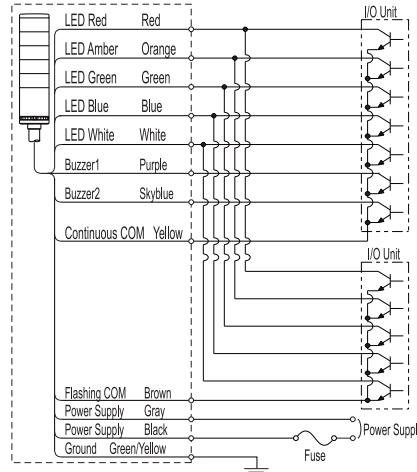 I/O Unit
LED Red Red
LED Amber Orange
LED Green Green
LED Blue Blue
LED White White
Buzzer1 Purple
Buzzer2 Skyblue
Continuous COM Yellow
I/O Unit
Flashing COM Brown
Power Supply Gray
Power Supply Black
Power Suppl
Ground Green/Yellow
Fuse